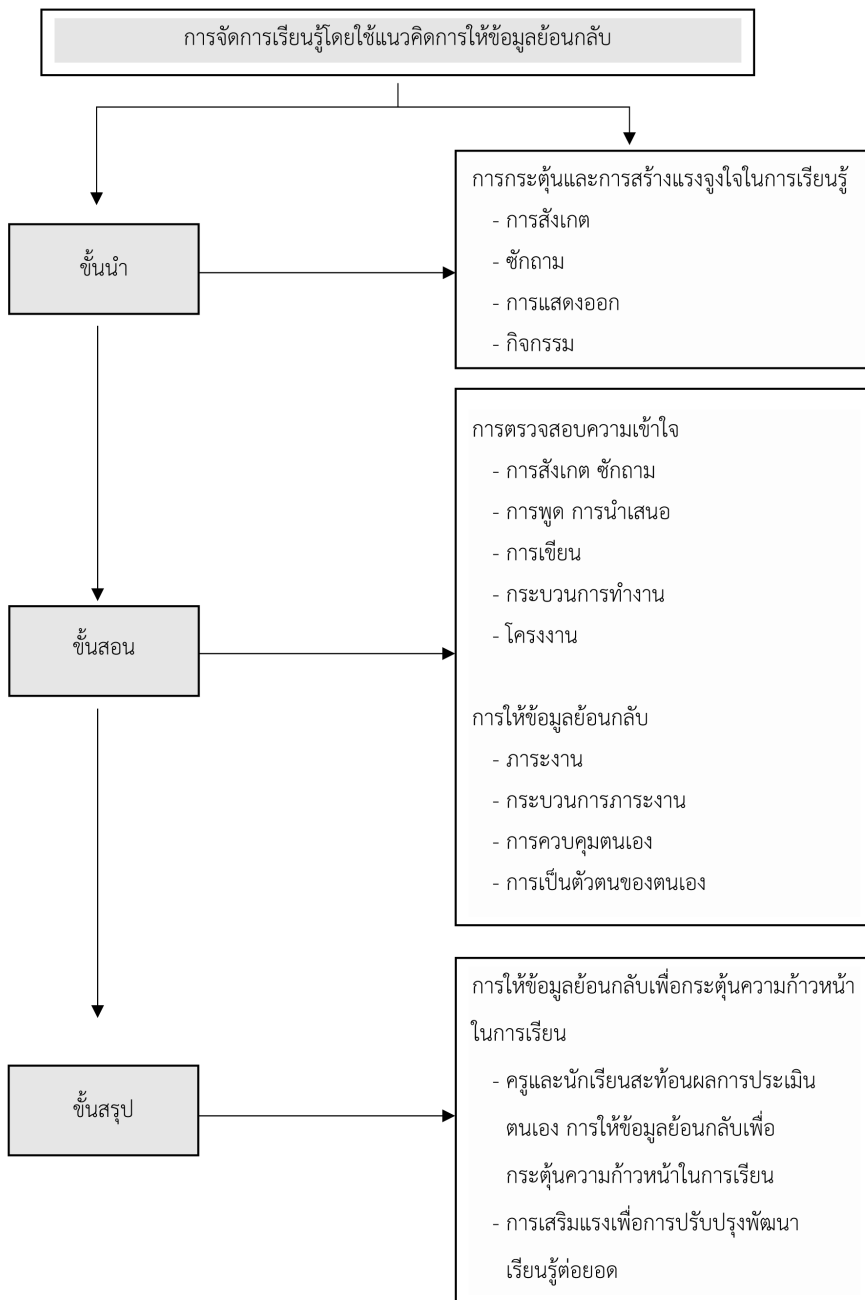 การจัดการเรียนรู้โดยใช้แนวคิดการให้ข้อมูลย้อนกลับ
ขั้นนำ
การกระตุ้นและการสร้างแรงจูงใจในการเรียนรู้
- การสังเกต
- ซักถาม
- การแสดงออก
- กิจกรรม
ขั้นสอน
การตรวจสอบความเข้าใจ
- การสังเกต ซักถาม
- การพูด การนำเสนอ
- การเขียน
- กระบวนการทำงาน
- โครงงาน
การให้ข้อมูลย้อนกลับ
- ภาระงาน
- กระบวนการภาระงาน
- การควบคุมตนเอง
- การเป็นตัวตนของตนเอง
ขั้นสรุป
การให้ข้อมูลย้อนกลับเพื่อกระตุ้นความก้าวหน้า
ในการเรียน
- ครูและนักเรียนสะท้อนผลการประเมิน
ตนเอง การให้ข้อมูลย้อนกลับเพื่อ
กระตุ้นความก้าวหน้าในการเรียน
- การเสริมแรงเพื่อการปรับปรุงพัฒนา
เรียนรู้ต่อยอด